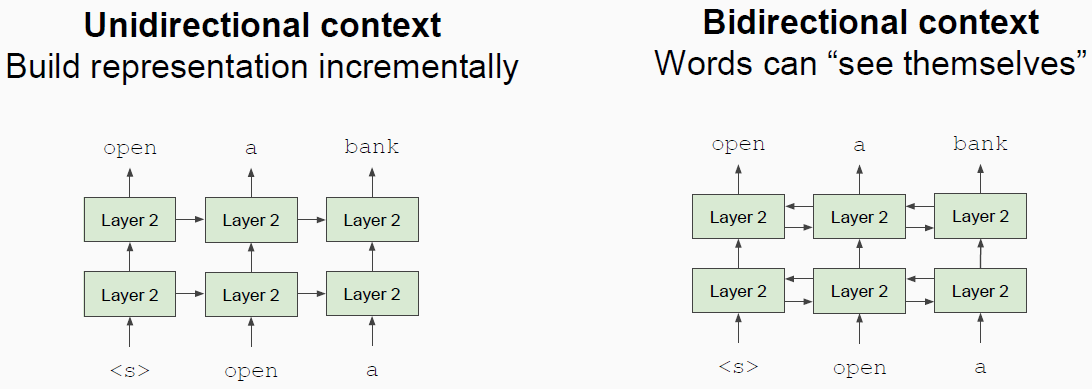 Unidirectional context
Build representation incrementally
open a bank
Layer 2 Layer 2 Layer 2
Layer 2 Layer 2 Layer 2
<s> open a
Bidirectional context
Words can “see themselves”
open a bank
Layer 2 Layer 2 Layer 2
Layer 2 Layer 2 Layer 2
<s> open a